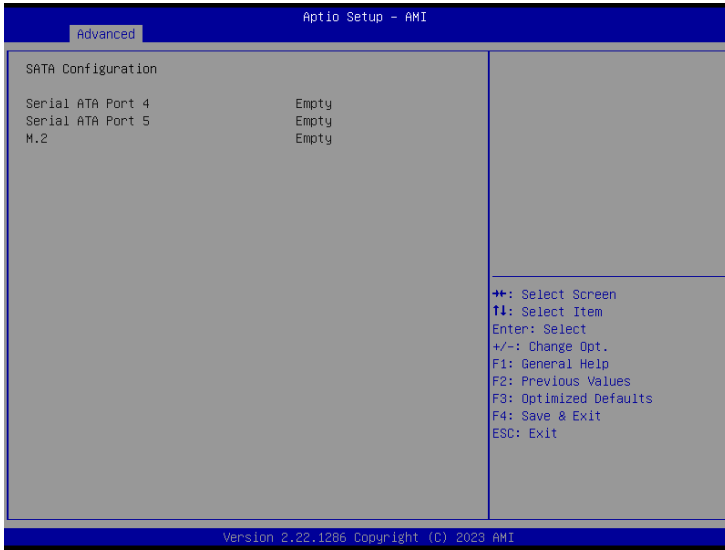 Aptio Setup – AMI
Advanced
SATA Configuration
Serial ATA Port 4 Empty
Serial ATA Port 5 Empty
M.2 Empty
→←: Select Screen
↑↓: Select Item
Enter: Select
+/-: Change Opt.
F1: General Help
F2: Previous Values
F3: Optimized Defaults
F4: Save & Exit
ESC: Exit
Version 2.22.1286 Copyright (C) 2023 AMI